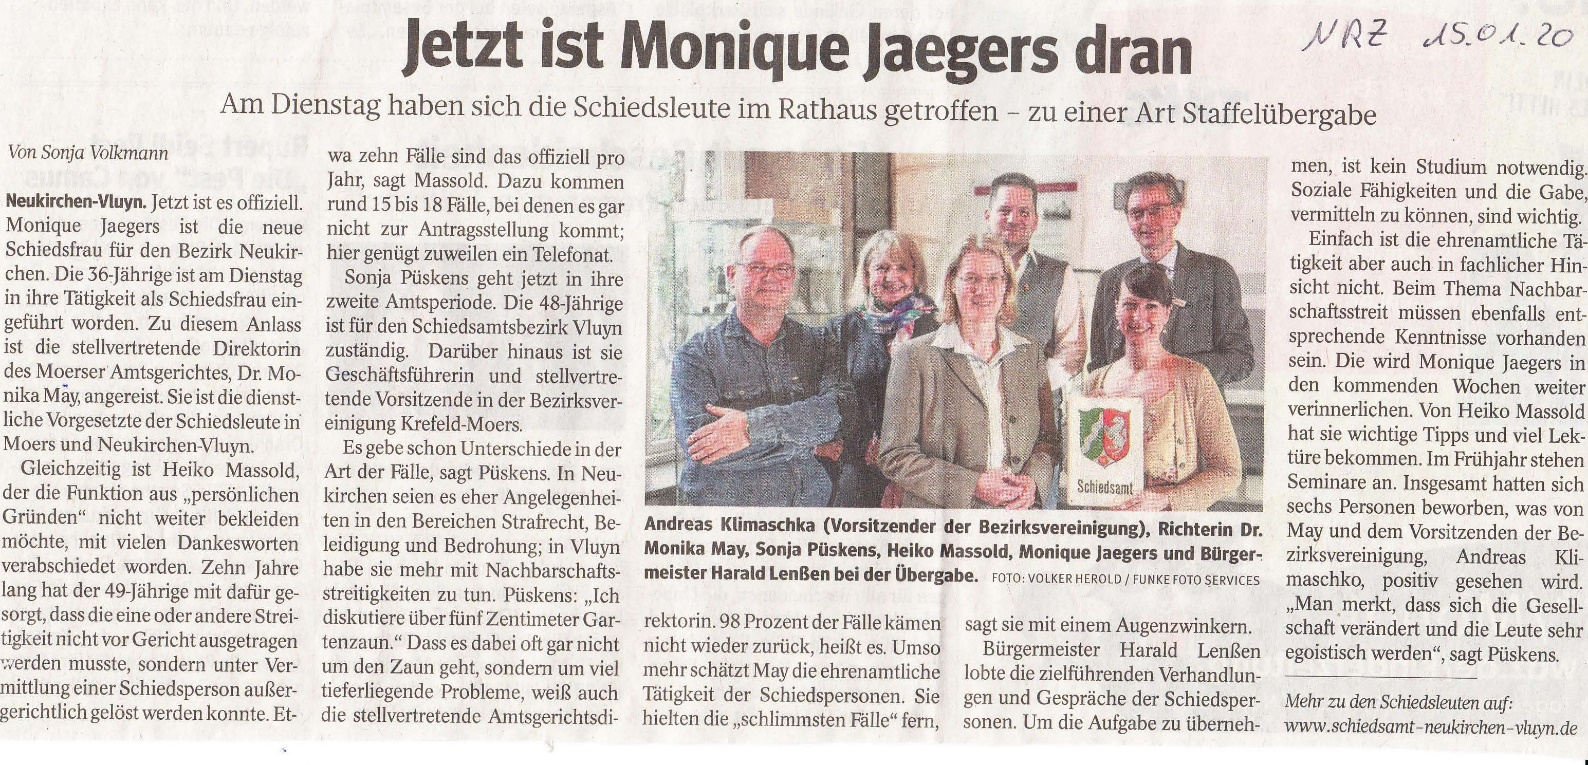 Jetzt ist Monique Jaegers dran
NRZ 15.01.20
Am Dienstag haben sich die Schiedsleute im Rathaus getroffen – zu einer Art Staffelübergabe
Von Sonja Volkmann
Neukirchen-Vluyn. Jetzt ist es offiziell.
Monique Jaegers ist die neue
Schiedsfrau für den Bezirk Neukir-
chen. Die 36-Jährige ist am Dienstag
in ihre Tätigkeit als Schiedsfrau ein-
geführt worden. Zu diesem Anlass
ist die stellvertretende Direktorin
des Moerser Amtsgerichtes, Dr. Mo-
nika May, angereist. Sie ist die dienst-
liche Vorgesetzte der Schiedsleute in
Moers und Neukirchen-Vluyn.
Gleichzeitig ist Heiko Massold,
der die Funktion aus „persönlichen
Gründen“ nicht weiter bekleiden
möchte, mit vielen Dankesworten
verabschiedet worden. Zehn Jahre
lang hat der 49-Jährige mit dafür ge-
sorgt, dass die eine oder andere Strei-
tigkeit nicht vor Gericht ausgetragen
werden musste, sondern unter Ver-
mittlung einer Schiedsperson außer-
gerichtlich gelöst werden konnte. Et-
wa zehn Fälle sind das offiziell pro
Jahr, sagt Massold. Dazu kommen
rund 15 bis 18 Fälle, bei denen es gar
nicht zur Antragsstellung kommt;
hier genügt zuweilen ein Telefonat.
Sonja Püskens geht jetzt in ihre
zweite Amtsperiode. Die 48-Jährige
ist für den Schiedsamtsbezirk Vluyn
zuständig. Darüber hinaus ist sie
Geschäftsführerin und stellvertre-
tende Vorsitzende in der Bezirksver-
einigung Krefeld-Moers.
Es gebe schon Unterschiede in der
Art der Fälle, sagt Püskens. In Neu-
kirchen seien es eher Angelegenhei-
ten in den Bereichen Strafrecht, Be-
leidigung und Bedrohung; in Vluyn
habe sie mehr mit Nachbarschafts-
streitigkeiten zu tun. Püskens: „Ich
diskutiere über fünf Zentimeter Gar-
tenzaun.“ Dass es dabei oft gar nicht
um den Zaun geht, sondern um viel
tieferliegende Probleme, weiß auch
die stellvertretende Amtsgerichtsdi-
Schiedsamt
Andreas Klimaschka (Vorsitzender der Bezirksvereinigung), Richterin Dr.
Monika May, Sonja Püskens, Heiko Massold, Monique Jaegers und Bürger-
meister Harald Lenßen bei der Übergabe. FOTO: VOLKER HEROLD / FUNKE FOTO SERVICES
rektorin. 98 Prozent der Fälle kämen
nicht wieder zurück, heißt es. Umso
mehr schätzt May die ehrenamtliche
Tätigkeit der Schiedspersonen. Sie
hielten die „schlimmsten Fälle“ fern,
sagt sie mit einem Augenzwinkern.
Bürgermeister Harald Lenßen
lobte die zielführenden Verhandlun-
gen und Gespräche der Schiedsper-
sonen. Um die Aufgabe zu überneh-
men, ist kein Studium notwendig.
Soziale Fähigkeiten und die Gabe,
vermitteln zu können, sind wichtig.
Einfach ist die ehrenamtliche Tä-
tigkeit aber auch in fachlicher Hin-
sicht nicht. Beim Thema Nachbar-
schaftsstreit müssen ebenfalls ent-
sprechende Kenntnisse vorhanden
sein. Die wird Monique Jaegers in
den kommenden Wochen weiter
verinnerlichen. Von Heiko Massold
hat sie wichtige Tipps und viel Lek-
türe bekommen. Im Frühjahr stehen
Seminare an. Insgesamt hatten sich
sechs Personen beworben, was von
May und dem Vorsitzenden der Be-
zirksvereinigung, Andreas Kli-
maschko, positiv gesehen wird.
„Man merkt, dass sich die Gesell-
schaft verändert und die Leute sehr
egoistisch werden“, sagt Püskens.
Mehr zu den Schiedsleuten auf:
www.schiedsamt-neukirchen-vluyn.de